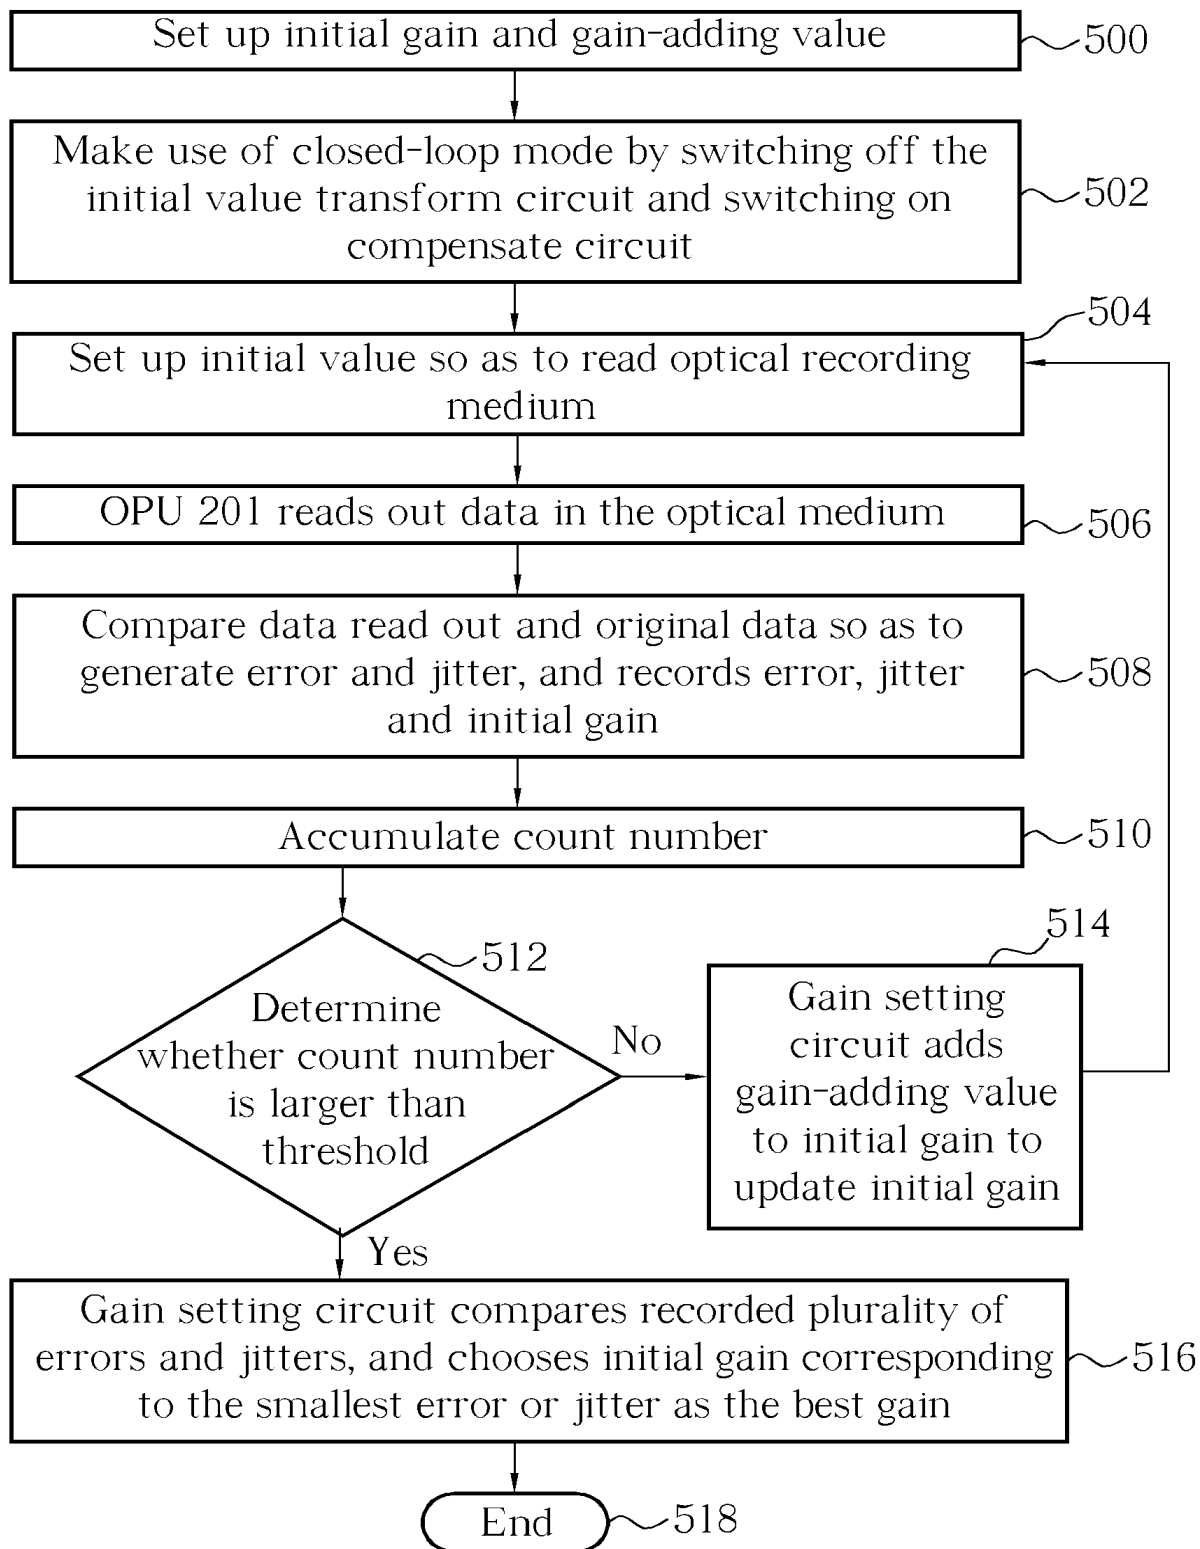 Set up initial gain and gain-adding value
500
Make use of closed-loop mode by switching off the
initial value transform circuit and switching on
compensate circuit
502
504
Set up initial value so as to read optical recording
medium
OPU 201 reads out data in the optical medium
506
Compare data read out and original data so as to
generate error and jitter, and records error, jitter
and initial gain
508
Accumulate count number
510
512
Determine
whether count number
is larger than
threshold
No
514
Gain setting
circuit adds
gain-adding value
to initial gain to
update initial gain
Yes
Gain setting circuit compares recorded plurality of
errors and jitters, and chooses initial gain corresponding
to the smallest error or jitter as the best gain
516
End
518